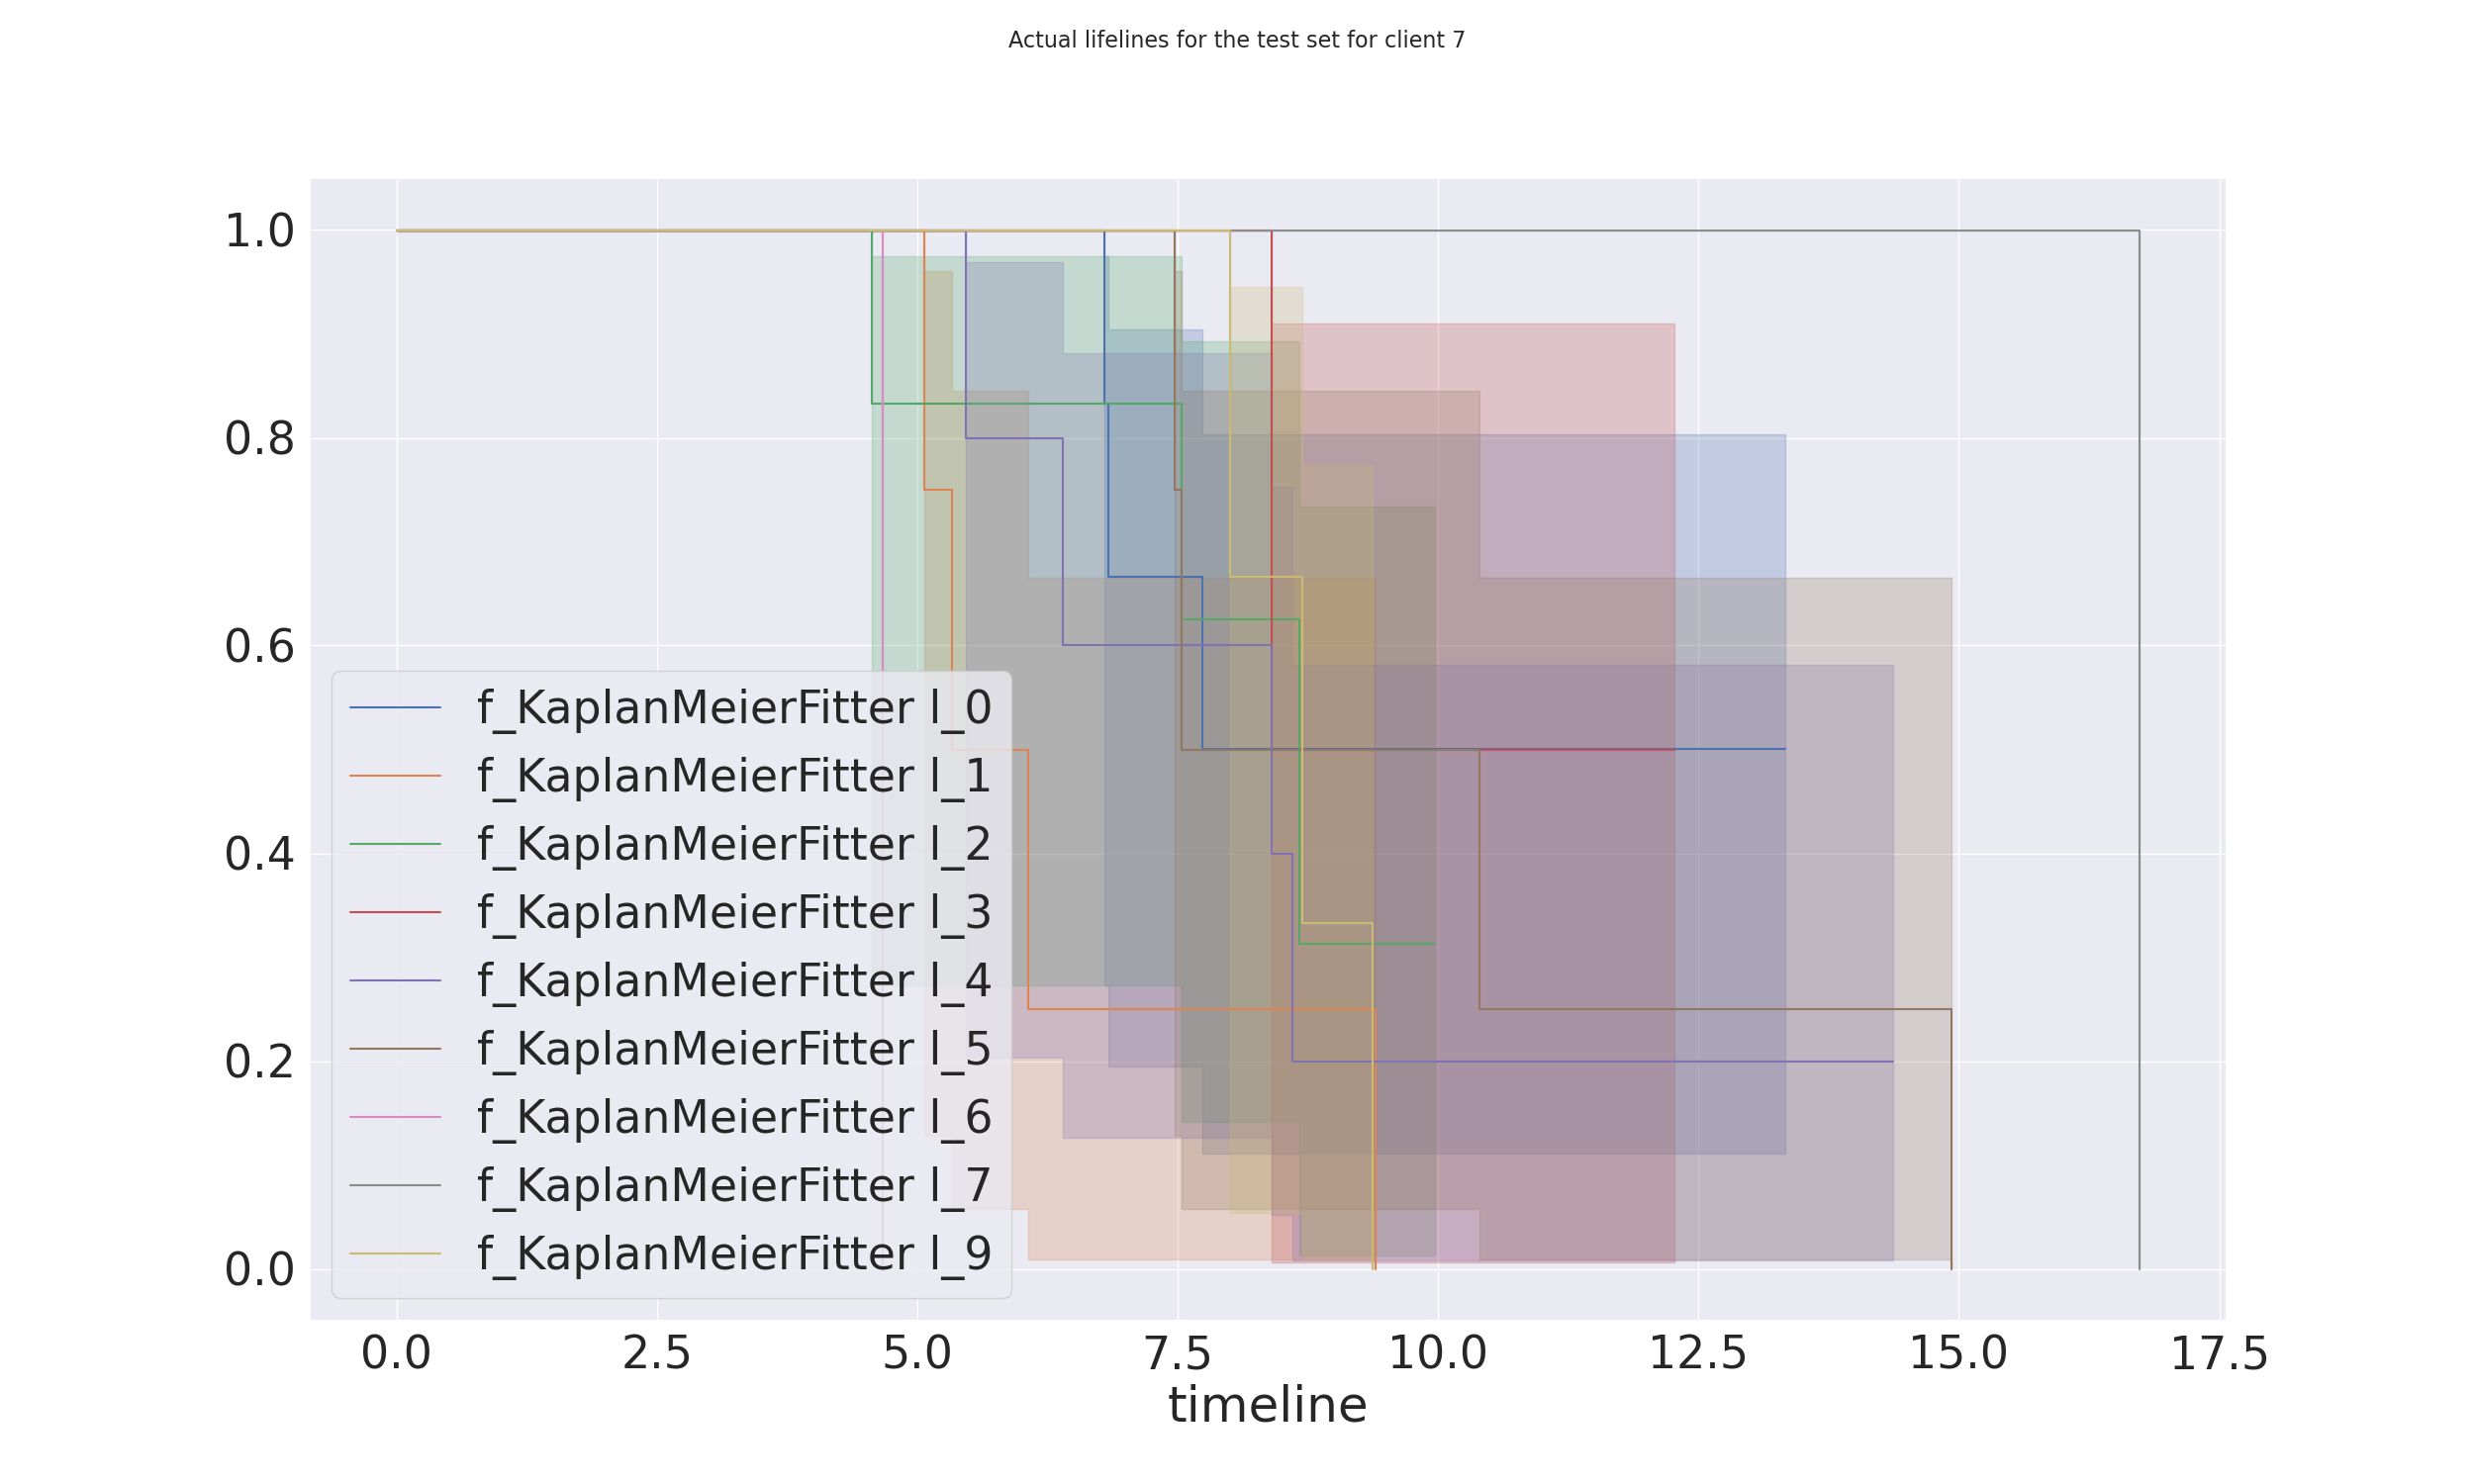 Actual lifelines for the test set for client 7
1.0
0.8
0.6
0.4
0.2
0.0
f_KaplanMeierFitter l_0
f_KaplanMeierFitter l_1
f_KaplanMeierFitter l_2
f_KaplanMeierFitter l_3
f_KaplanMeierFitter l_4
f_KaplanMeierFitter l_5
f_KaplanMeierFitter l_6
f_KaplanMeierFitter l_7
f_KaplanMeierFitter l_9
0.0 2.5 5.0 7.5 10.0 12.5 15.0 17.5
timeline